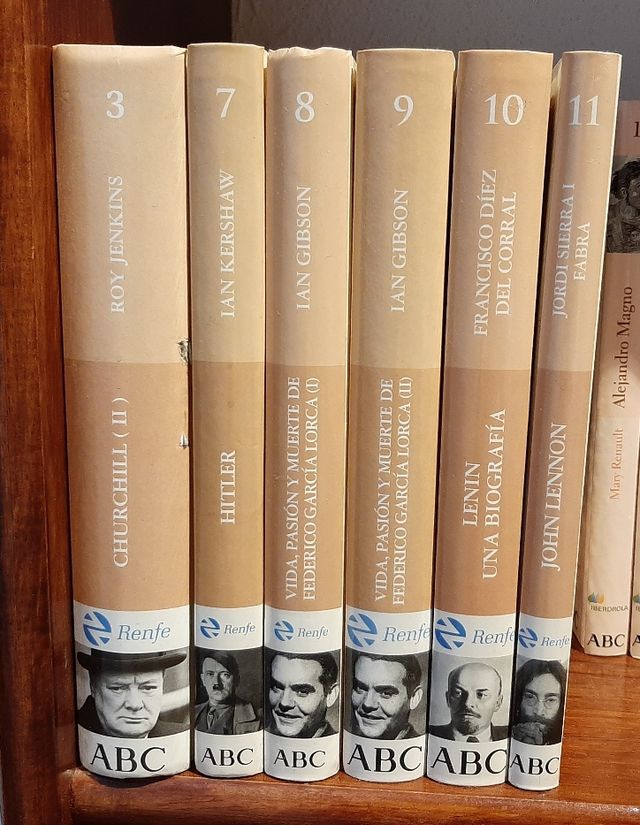 3
ROY JENKINS
CHURCHILL ( II )
Renfe
ABC
7
IAN KERSHAW
HITLER
Renfe
ABC
8
IAN GIBSON
VIDA, PASIÓN Y MUERTE DE
FEDERICO GARCÍA LORCA (I)
Renfe
ABC
9
IAN GIBSON
VIDA, PASIÓN Y MUERTE DE
FEDERICO GARCÍA LORCA (II)
Renfe
ABC
10
FRANCISCO DÍEZ
DEL CORRAL
LENIN
UNA BIOGRAFÍA
Renfe
ABC
11
JORDI SIERRA I
FABRA
JOHN LENNON
Renfe
ABC
Alejandro Magno
Mary Renault
IBERDROLA
ABC